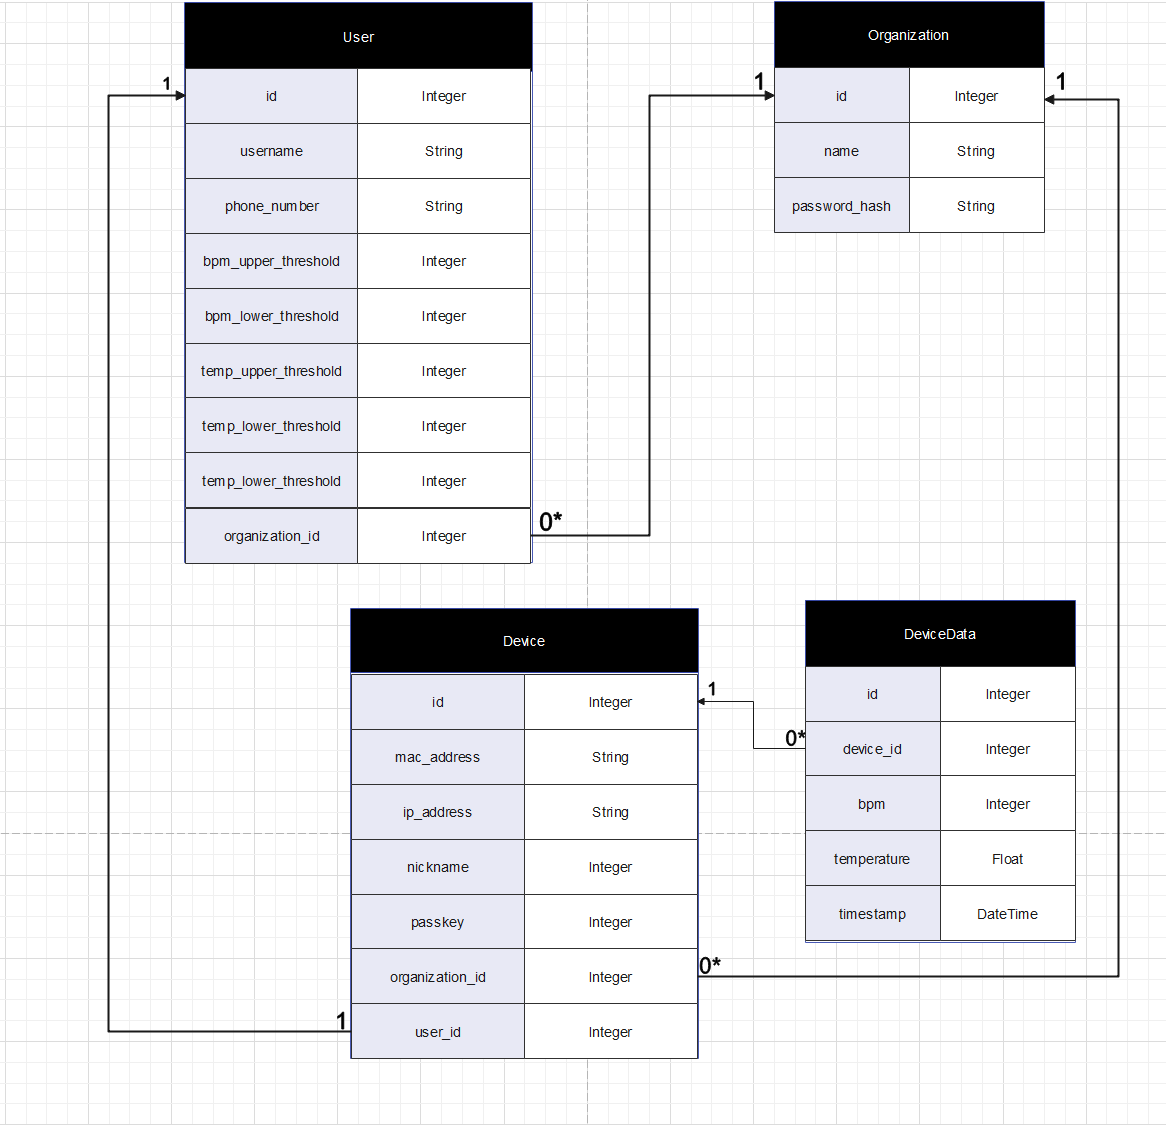 User
1
id Integer
username String
phone_number String
bpm_upper_threshold Integer
bpm_lower_threshold Integer
temp_upper_threshold Integer
temp_lower_threshold Integer
temp_lower_threshold Integer
organization_id Integer
0*
Organization
1
1
id Integer
name String
password_hash String
Device
id Integer
1
mac_address String
ip_address String
nickname Integer
passkey Integer
organization_id Integer
0*
1
user_id Integer
DeviceData
id Integer
0*
device_id Integer
bpm Integer
temperature Float
timestamp DateTime